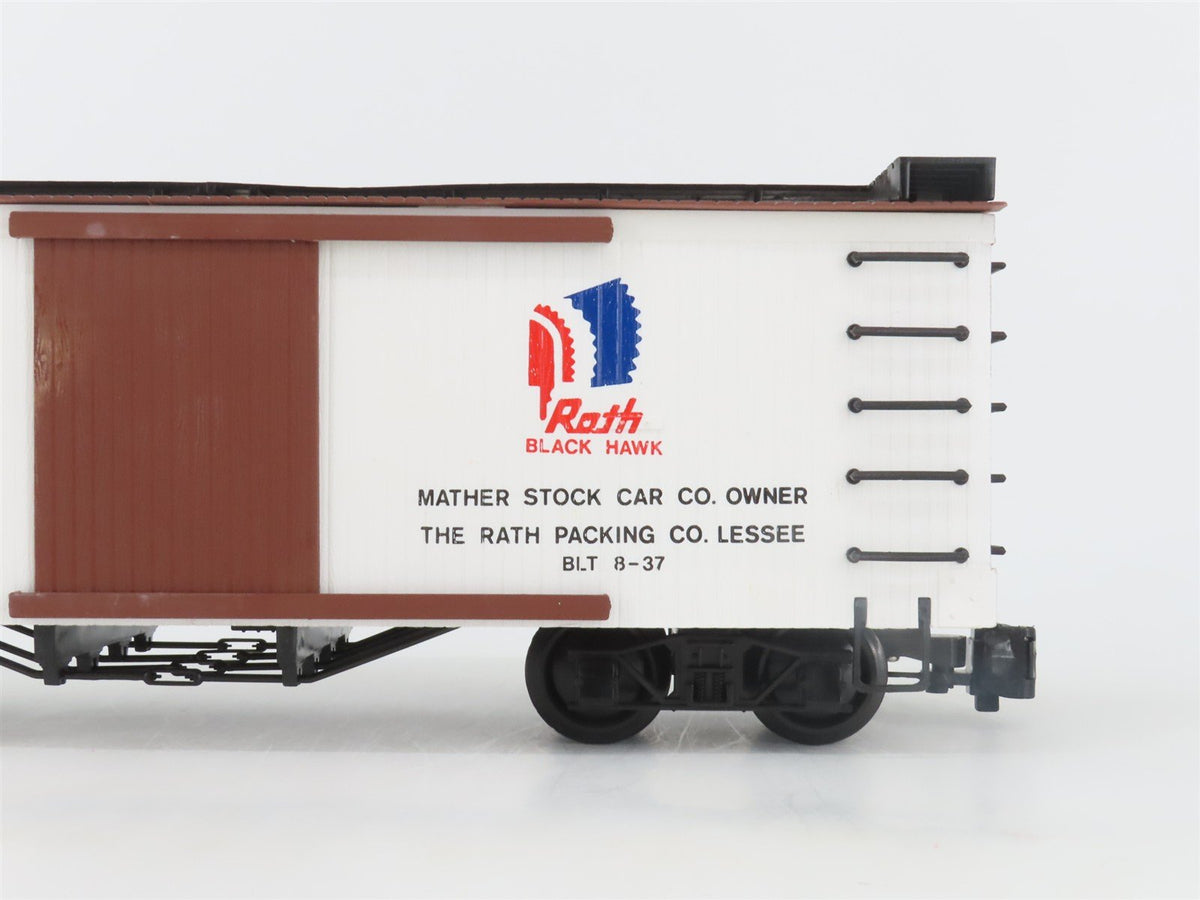 Rath
BLACK HAWK
MATHER STOCK CAR CO. OWNER
THE RATH PACKING CO. LESSEE
BLT 8-37